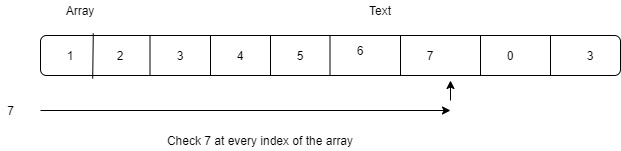 Array Text
1 2 3 4 5 6 7 0 3
7
Check 7 at every index of the array